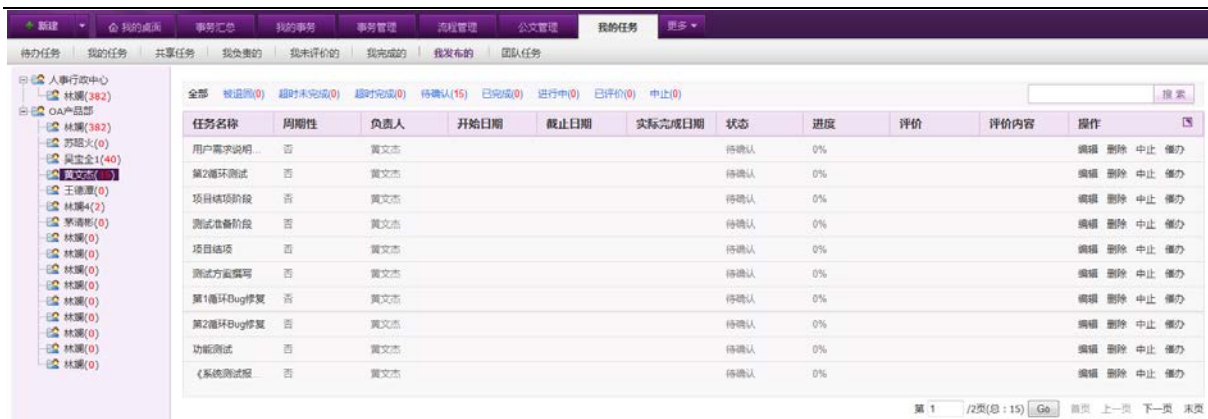 新建 我的桌面 事务汇总 我的事务 事务管理 流程管理 公文管理 我的任务 更多
待办任务 我的任务 共享任务 我负责的 我未评价的 我完成的 我发布的 团队任务
人事行政中心
林斓(382)
OA产品部
林斓(382)
苏昭火(0)
吴宝全1(40)
黄文杰(15)
王德潭(0)
林斓4(2)
茅清彬(0)
林斓(0)
林斓(0)
林斓(0)
林斓(0)
林斓(0)
林斓(0)
林斓(0)
林斓(0)
林斓(0)
全部 被退回(0) 超时未完成(0) 超时完成(0) 待确认(15) 已完成(0) 进行中(0) 已评价(0) 中止(0) 搜索
任务名称 周期性 负责人 开始日期 截止日期 实际完成日期 状态 进度 评价 评价内容 操作
用户需求说明... 否 黄文杰 待确认 0% 编辑 删除 中止 催办
第2循环测试 否 黄文杰 待确认 0% 编辑 删除 中止 催办
项目结项阶段 否 黄文杰 待确认 0% 编辑 删除 中止 催办
测试准备阶段 否 黄文杰 待确认 0% 编辑 删除 中止 催办
项目结项 否 黄文杰 待确认 0% 编辑 删除 中止 催办
测试方案撰写 否 黄文杰 待确认 0% 编辑 删除 中止 催办
第1循环Bug修复 否 黄文杰 待确认 0% 编辑 删除 中止 催办
第2循环Bug修复 否 黄文杰 待确认 0% 编辑 删除 中止 催办
功能测试 否 黄文杰 待确认 0% 编辑 删除 中止 催办
《系统测试报... 否 黄文杰 待确认 0% 编辑 删除 中止 催办
第 1 /2页(总：15) Go 首页 上一页 下一页 末页